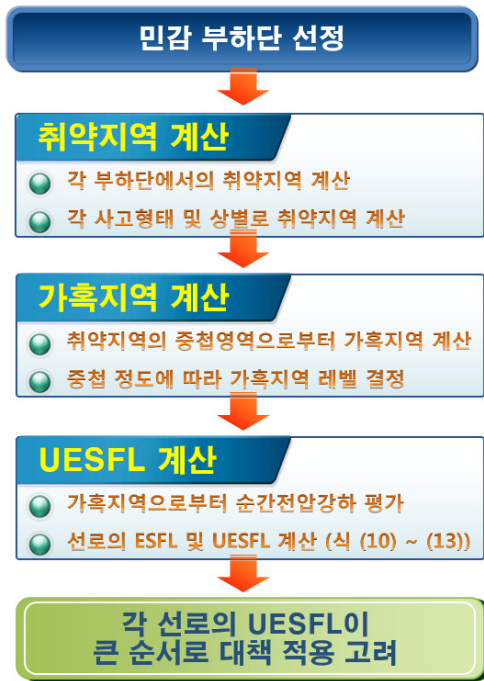 민감 부하단 선정
취약지역 계산
각 부하단에서의 취약지역 계산
각 사고형태 및 상별로 취약지역 계산
가혹지역 계산
취약지역의 중첩영역으로부터 가혹지역 계산
중첩 정도에 따라 가혹지역 레벨 결정
UESFL 계산
가혹지역으로부터 순간전압강하 평가
선로의 ESFL 및 UESFL 계산 (식 (10) ~ (13))
각 선로의 UESFL이
큰 순서로 대책 적용 고려